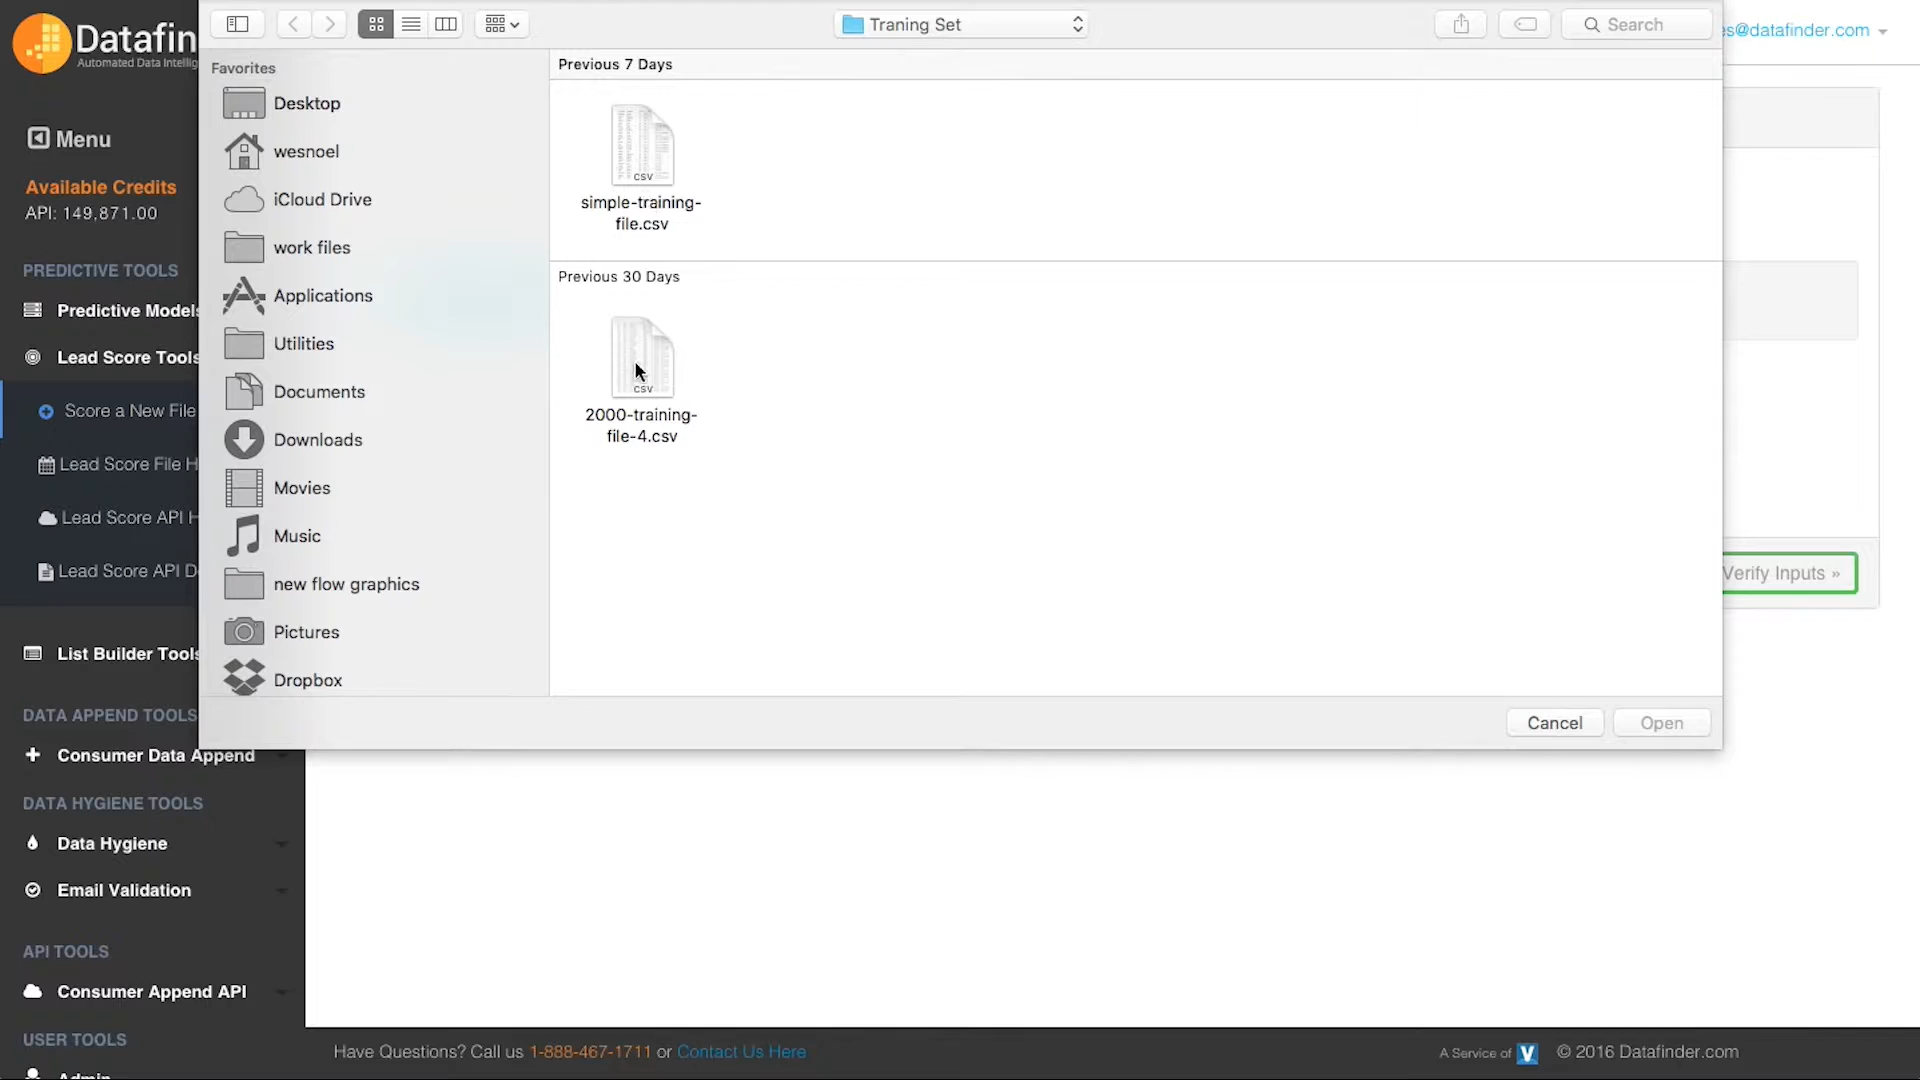 Datafin
Automated Data Intellig
Traning Set
Search
es@datafinder.com
Menu
Available Credits
API: 149,871.00
PREDICTIVE TOOLS
Predictive Models
Lead Score Tools
Score a New File
Lead Score File H
Lead Score API H
Lead Score API D
List Builder Tools
DATA APPEND TOOLS
Consumer Data Append
DATA HYGIENE TOOLS
Data Hygiene
Email Validation
API TOOLS
Consumer Append API
USER TOOLS
Admin
Favorites
Desktop
wesnoel
iCloud Drive
work files
Applications
Utilities
Documents
Downloads
Movies
Music
new flow graphics
Pictures
Dropbox
Previous 7 Days
CSV
simple-training-
file.csv
Previous 30 Days
CSV
2000-training-
file-4.csv
Cancel
Open
Verify Inputs »
Have Questions? Call us 1-888-467-1711 or Contact Us Here
A Service of V © 2016 Datafinder.com